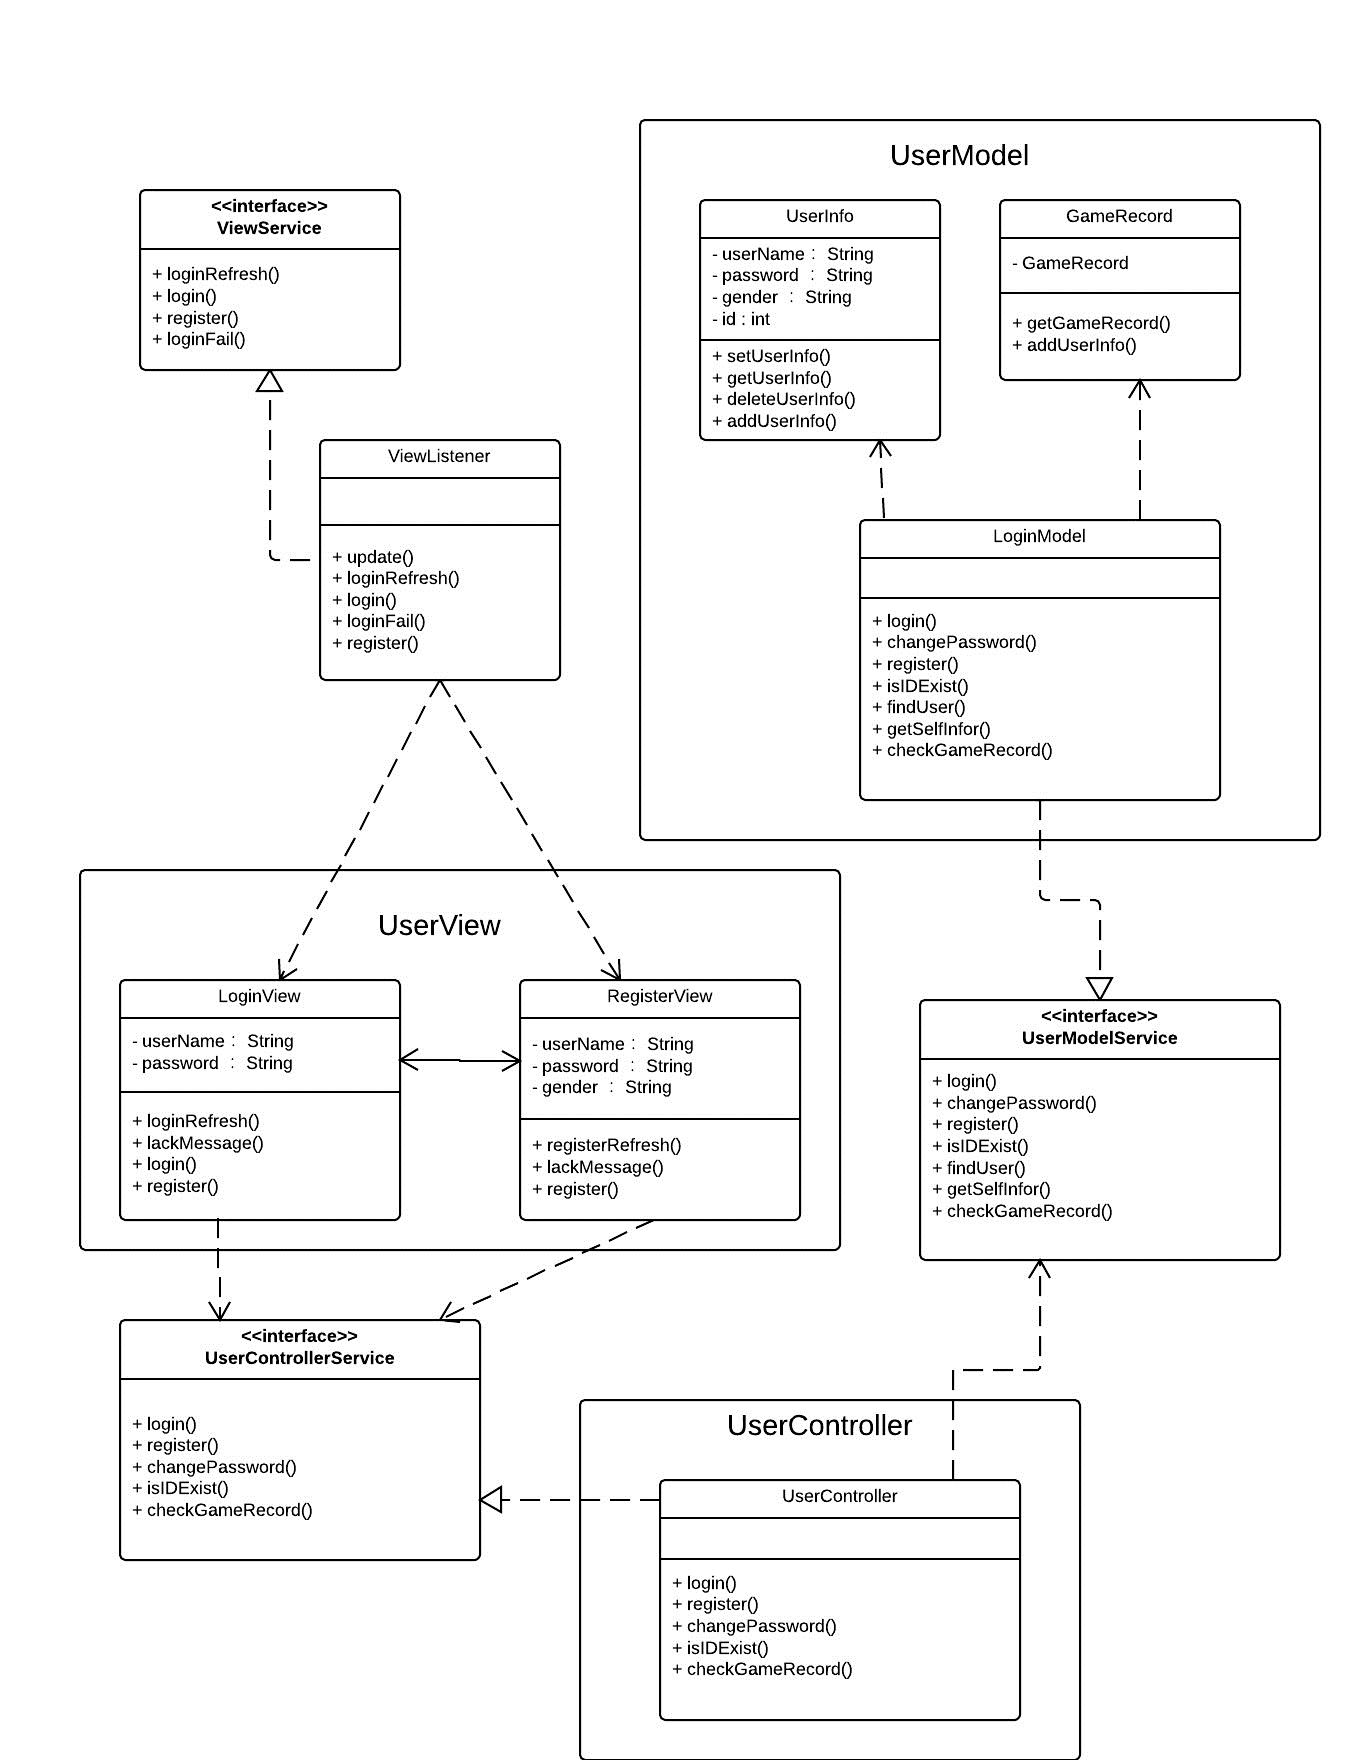 UserModel
<<interface>>
ViewService
+ loginRefresh()
+ login()
+ register()
+ loginFail()
UserInfo
- userName： String
- password ： String
- gender ： String
- id : int
+ setUserInfo()
+ getUserInfo()
+ deleteUserInfo()
+ addUserInfo()
GameRecord
- GameRecord
+ getGameRecord()
+ addUserInfo()
ViewListener
+ update()
+ loginRefresh()
+ login()
+ loginFail()
+ register()
LoginModel
+ login()
+ changePassword()
+ register()
+ isIDExist()
+ findUser()
+ getSelfInfor()
+ checkGameRecord()
UserView
LoginView
- userName： String
- password ： String
+ loginRefresh()
+ lackMessage()
+ login()
+ register()
RegisterView
- userName： String
- password ： String
- gender ： String
+ registerRefresh()
+ lackMessage()
+ register()
<<interface>>
UserModelService
+ login()
+ changePassword()
+ register()
+ isIDExist()
+ findUser()
+ getSelfInfor()
+ checkGameRecord()
<<interface>>
UserControllerService
+ login()
+ register()
+ changePassword()
+ isIDExist()
+ checkGameRecord()
UserController
UserController
+ login()
+ register()
+ changePassword()
+ isIDExist()
+ checkGameRecord()